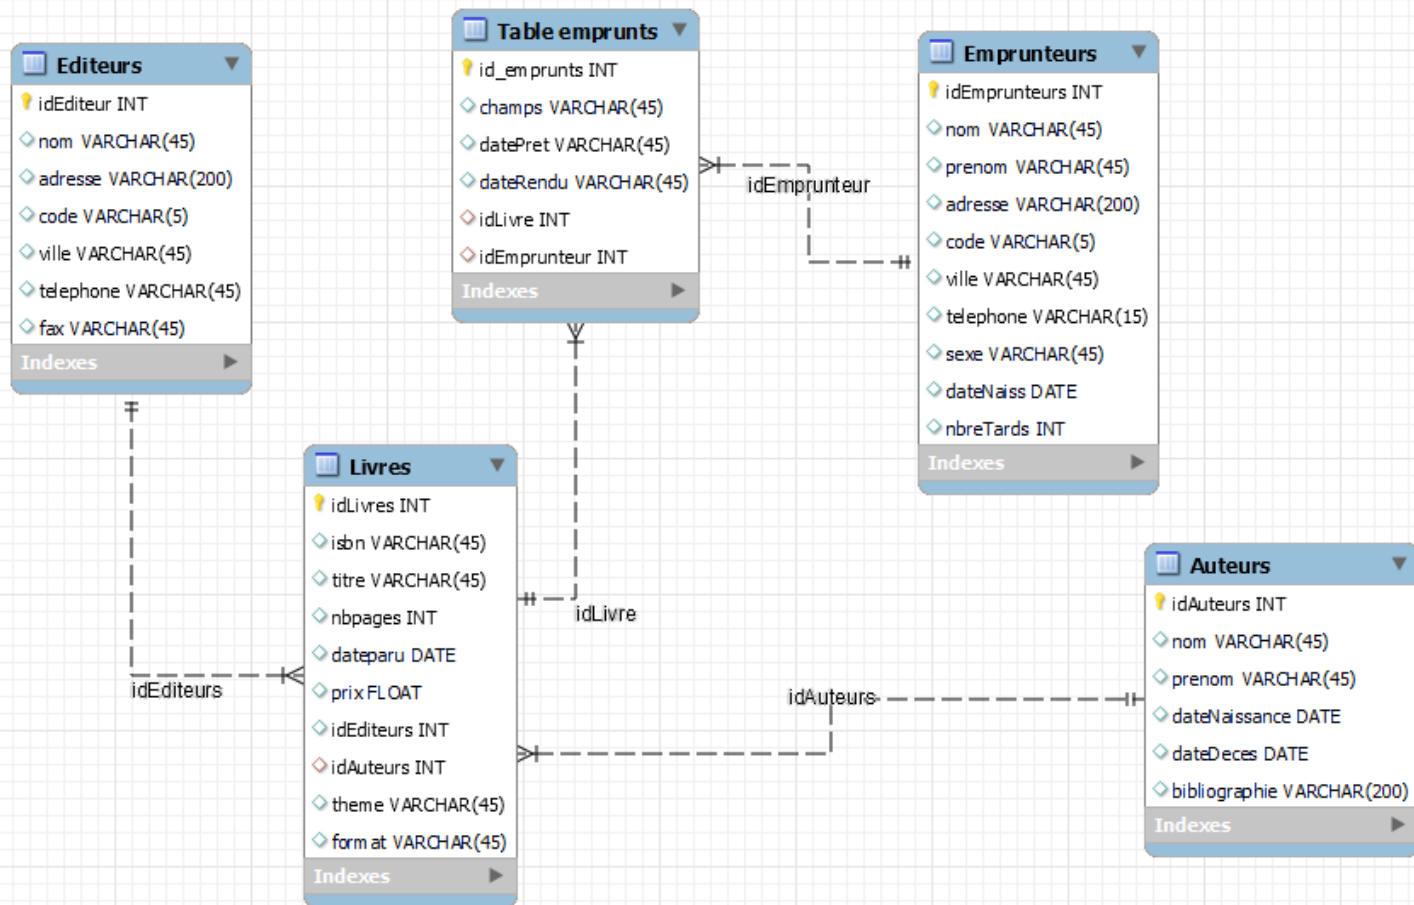 Editeurs
idEditeur INT
nom VARCHAR(45)
adresse VARCHAR(200)
code VARCHAR(5)
ville VARCHAR(45)
telephone VARCHAR(45)
fax VARCHAR(45)
Indexes
Table emprunts
id_emprunts INT
champs VARCHAR(45)
datePret VARCHAR(45)
dateRendu VARCHAR(45)
idLivre INT
idEmprunteur INT
Indexes
idEmprunteur
Emprunteurs
idEmprunteurs INT
nom VARCHAR(45)
prenom VARCHAR(45)
adresse VARCHAR(200)
code VARCHAR(5)
ville VARCHAR(45)
telephone VARCHAR(15)
sexe VARCHAR(45)
dateNaiss DATE
nbreTards INT
Indexes
Livres
idLivres INT
isbn VARCHAR(45)
titre VARCHAR(45)
nbpages INT
dateparu DATE
prix FLOAT
idEditeurs INT
idAuteurs INT
theme VARCHAR(45)
format VARCHAR(45)
Indexes
idLivre
idEditeurs
idAuteurs
Auteurs
idAuteurs INT
nom VARCHAR(45)
prenom VARCHAR(45)
dateNaissance DATE
dateDeces DATE
bibliographie VARCHAR(200)
Indexes